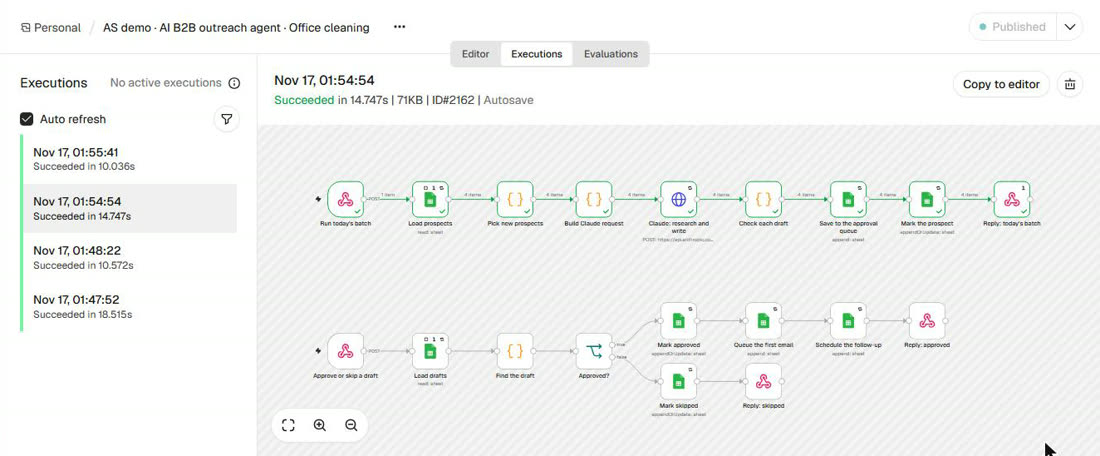 Personal / AS demo · AI B2B outreach agent · Office cleaning ...
Published
Editor Executions Evaluations
Executions No active executions
Auto refresh
Nov 17, 01:55:41
Succeeded in 10.036s
Nov 17, 01:54:54
Succeeded in 14.747s
Nov 17, 01:48:22
Succeeded in 10.572s
Nov 17, 01:47:52
Succeeded in 18.515s
Nov 17, 01:54:54
Succeeded in 14.747s | 71KB | ID#2162 | Autosave
Copy to editor
POST 1 item 4 items 4 items 4 items 4 items 4 items 4 items 4 items
Run today's batch
Load prospects
read: sheet
Pick new prospects
Build Claude request
Claude: research and
write
Check each draft
Save to the approval
queue
append: sheet
Mark the prospect
appendOrUpdate: sheet
Reply: today's batch
POST
Approve or skip a draft
Load drafts
read: sheet
Find the draft
Approved?
true
false
Mark approved
appendOrUpdate: sheet
Queue the first email
append: sheet
Schedule the follow-up
append: sheet
Reply: approved
Mark skipped
appendOrUpdate: sheet
Reply: skipped